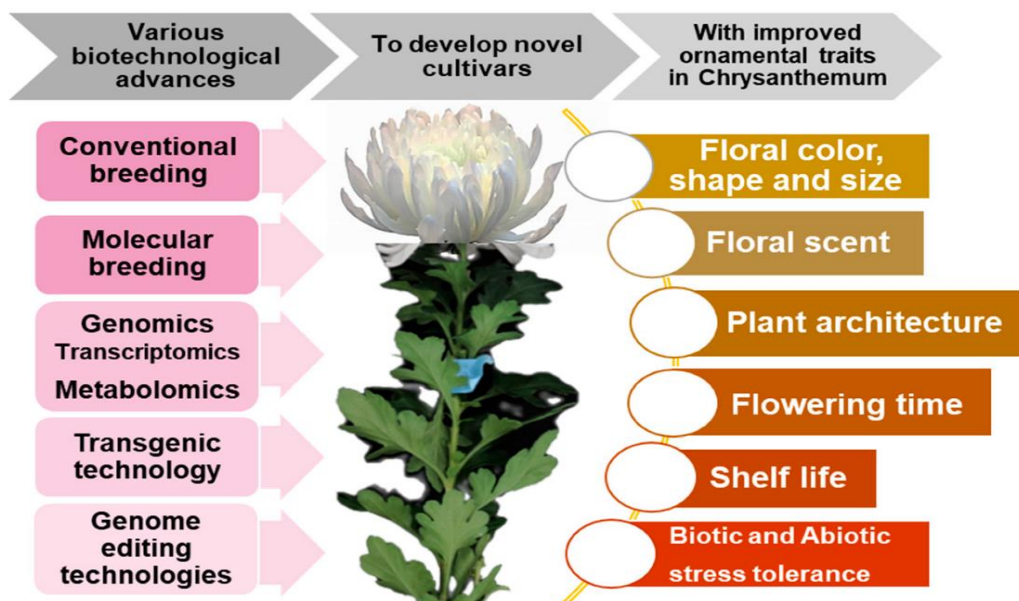 Various
biotechnological
advances
To develop novel
cultivars
With improved
ornamental traits
in Chrysanthemum
Conventional
breeding
Molecular
breeding
Genomics
Transcriptomics
Metabolomics
Transgenic
technology
Genome
editing
technologies
Floral color,
shape and size
Floral scent
Plant architecture
Flowering time
Shelf life
Biotic and Abiotic
stress tolerance